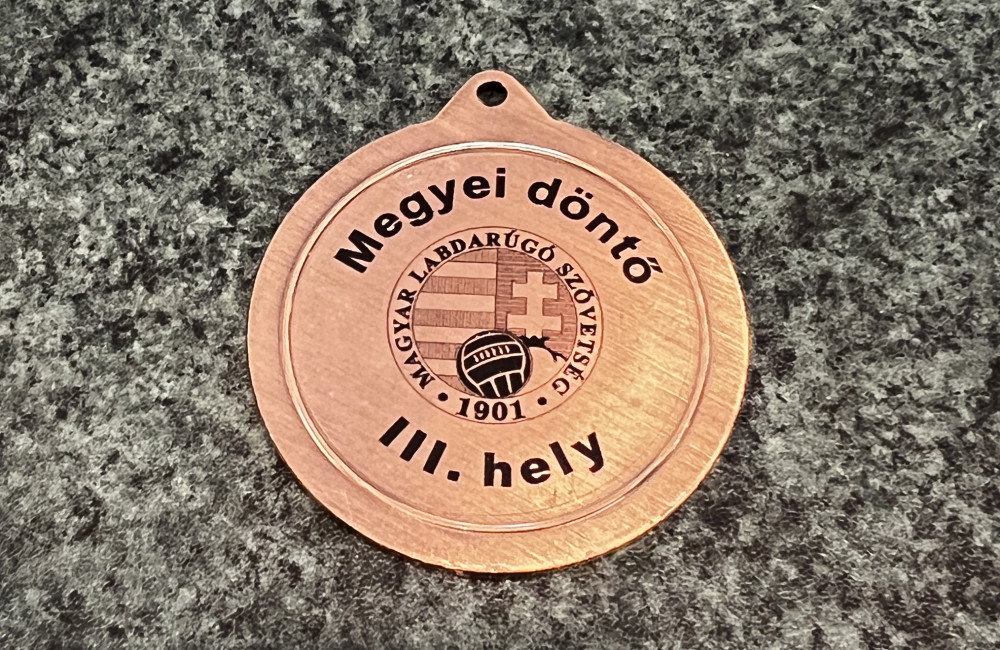 Megyei döntő
MAGYAR LABDARÚGÓ SZÖVETSÉG
• 1901 •
III. hely